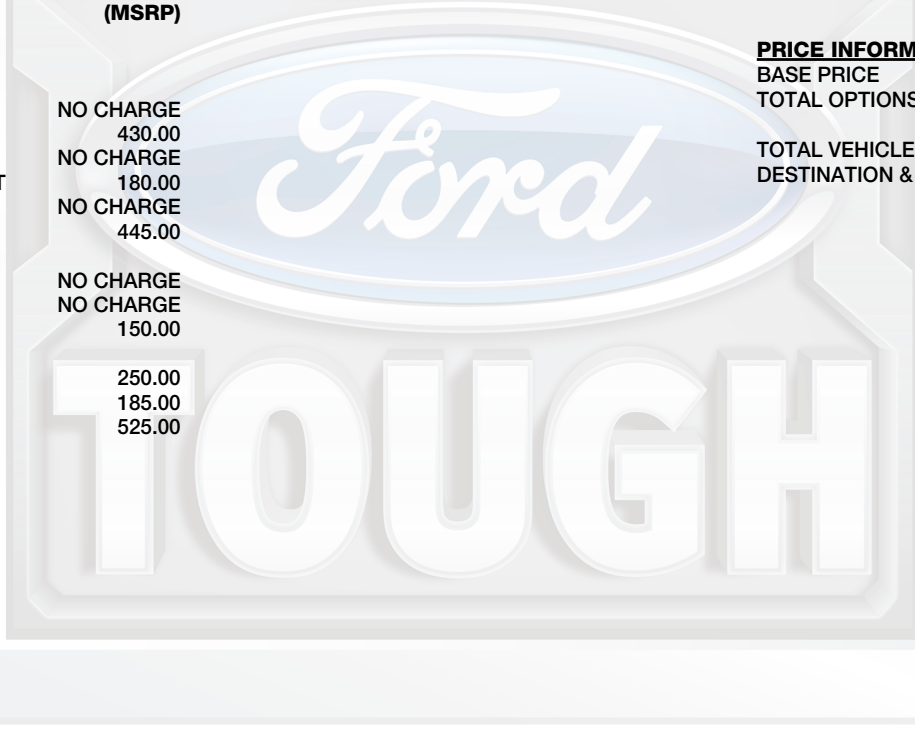 (MSRP)
NO CHARGE
430.00
NO CHARGE
T 180.00
NO CHARGE
445.00
NO CHARGE
NO CHARGE
150.00
250.00
185.00
525.00
PRICE INFORM
BASE PRICE
TOTAL OPTIONS
TOTAL VEHICLE
DESTINATION &
Ford
TOUGH